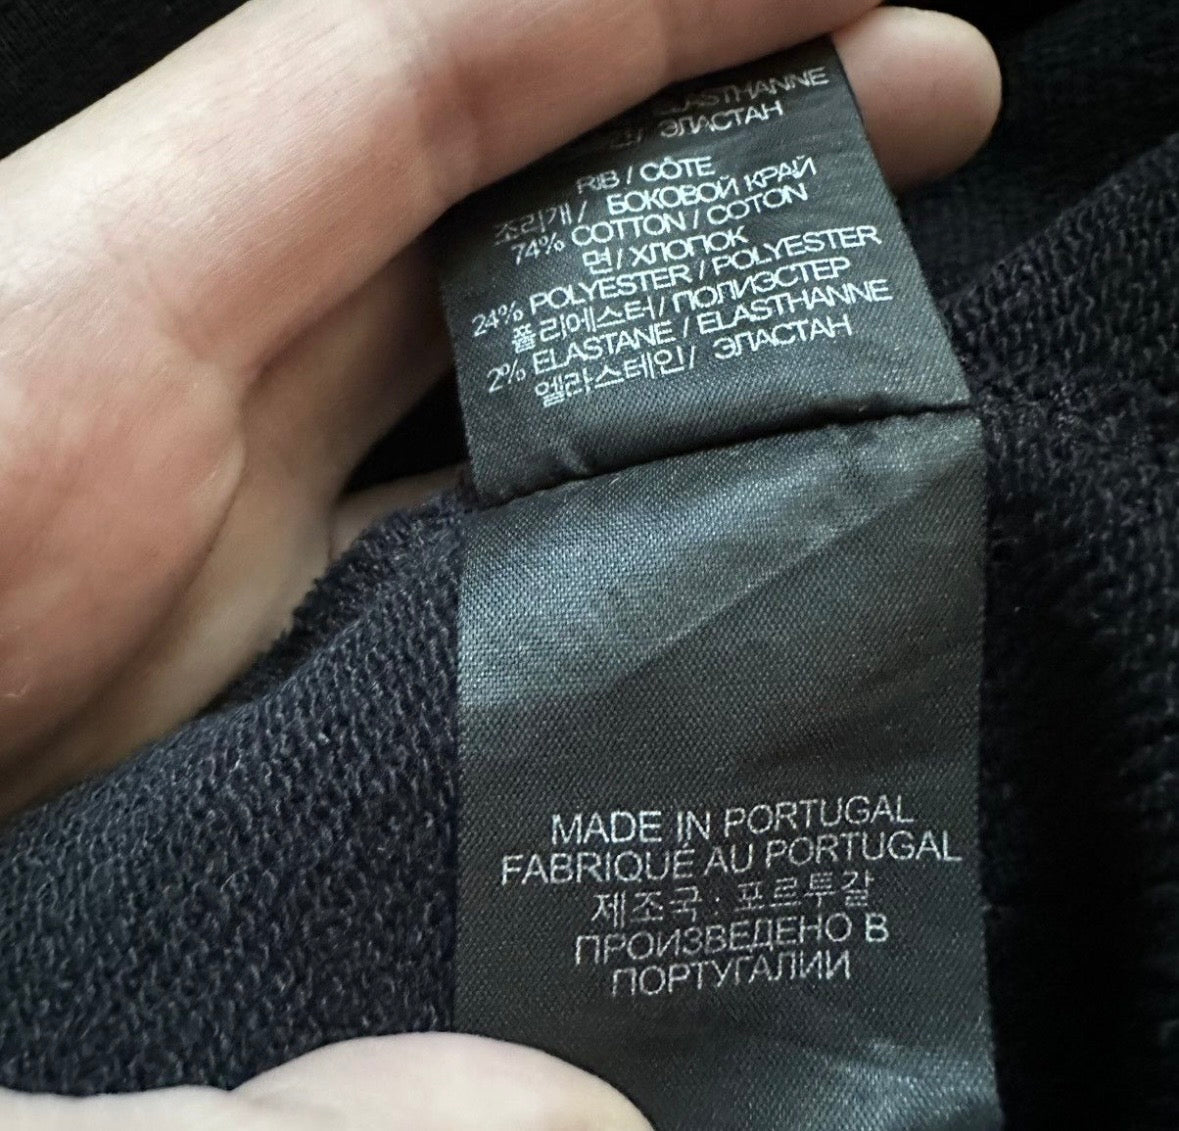 ELASTHANNE
ЭЛАСТАН
RIB / CÔTE
조리개 / БОКОВОЙ КРАЙ
74% COTTON / COTON
면 / ХЛОПОК
24% POLYESTER / POLYESTER
폴리에스터 / ПОЛИЭСТЕР
2% ELASTANE / ELASTHANNE
엘라스테인 / ЭЛАСТАН
MADE IN PORTUGAL
FABRIQUÉ AU PORTUGAL
제조국 : 포르투갈
ПРОИЗВЕДЕНО В
ПОРТУГАЛИИ